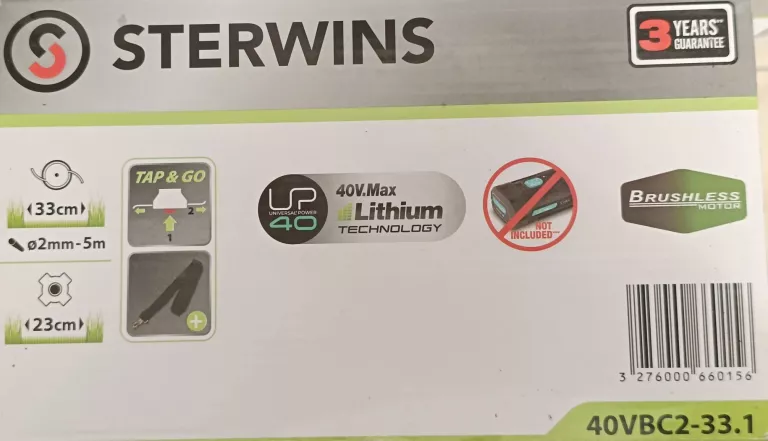 STERWINS
3 YEARS**
GUARANTEE
33cm
ø2mm-5m
23cm
TAP & GO
2
1
UP
UNIVERSAL POWER
40
40V.Max
Lithium
TECHNOLOGY
NOT
INCLUDED
BRUSHLESS
MOTOR
3 276000 660156
40VBC2-33.1